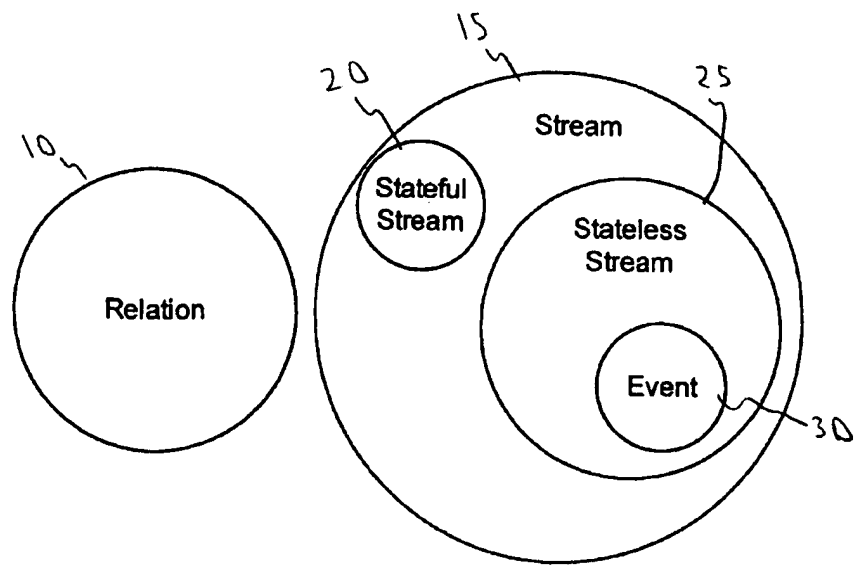 15
20
25
10
Stream
Stateful
Stream
Stateless
Stream
Relation
Event
30